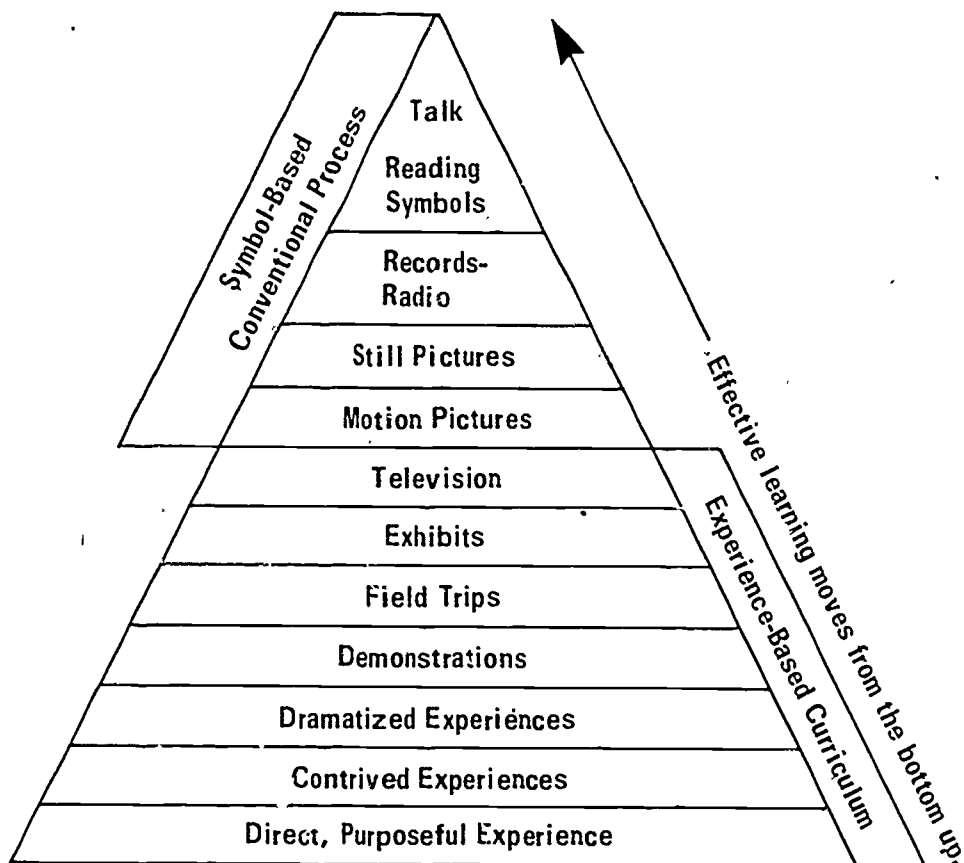 Symbol-Based
Conventional Process
Talk
Reading
Symbols
Records-
Radio
Still Pictures
Motion Pictures
Television
Exhibits
Field Trips
Demonstrations
Dramatized Experiences
Contrived Experiences
Direct, Purposeful Experience
Experience-Based Curriculum
Effective learning moves from the bottom up.